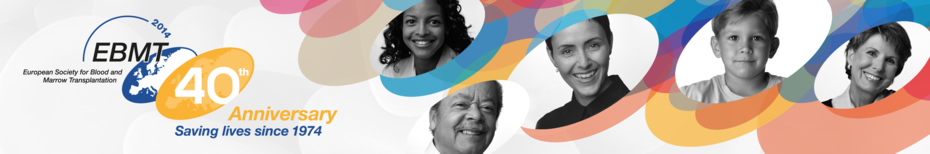 2014
EBMT
European Society for Blood and
Marrow Transplantation
40th
Anniversary
Saving lives since 1974